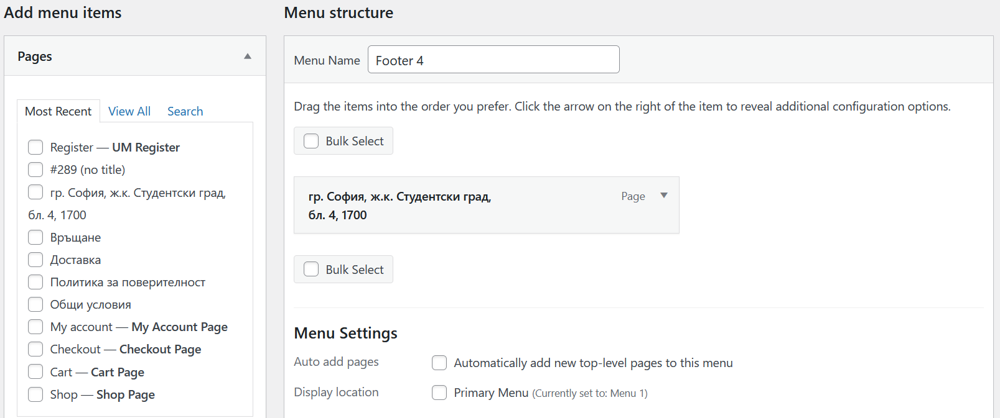 Add menu items
Pages
Most Recent View All Search
Register — UM Register
#289 (no title)
гр. София, ж.к. Студентски град,
бл. 4, 1700
Връщане
Доставка
Политика за поверителност
Общи условия
My account — My Account Page
Checkout — Checkout Page
Cart — Cart Page
Shop — Shop Page
Menu structure
Menu Name Footer 4
Drag the items into the order you prefer. Click the arrow on the right of the item to reveal additional configuration options.
Bulk Select
гр. София, ж.к. Студентски град, Page
бл. 4, 1700
Bulk Select
Menu Settings
Auto add pages Automatically add new top-level pages to this menu
Display location Primary Menu (Currently set to: Menu 1)